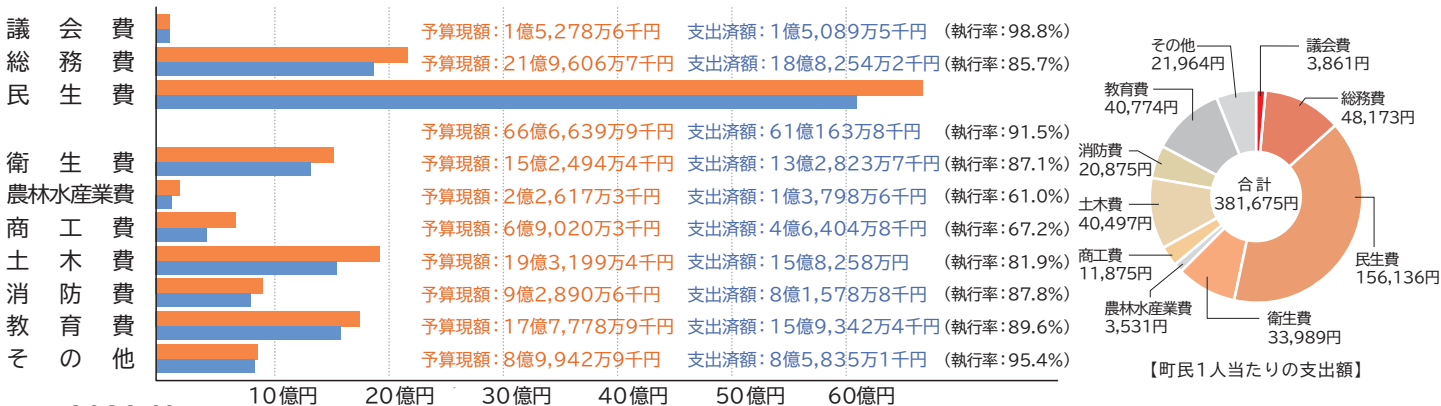 議会費 予算現額：1億5,278万6千円 支出済額：1億5,089万5千円 （執行率：98.8%）
総務費 予算現額：21億9,606万7千円 支出済額：18億8,254万2千円（執行率：85.7%）
民生費
予算現額：66億6,639万9千円 支出済額：61億163万8千円 （執行率：91.5%）
衛生費 予算現額：15億2,494万4千円 支出済額：13億2,823万7千円（執行率：87.1%）
農林水産業費 予算現額：2億2,617万3千円 支出済額：1億3,798万6千円 （執行率：61.0%）
商工費 予算現額：6億9,020万3千円 支出済額：4億6,404万8千円 （執行率：67.2%）
土木費 予算現額：19億3,199万4千円 支出済額：15億8,258万円 （執行率：81.9%）
消防費 予算現額：9億2,890万6千円 支出済額：8億1,578万8千円 （執行率：87.8%）
教育費 予算現額：17億7,778万9千円 支出済額：15億9,342万4千円（執行率：89.6%）
その他 予算現額：8億9,942万9千円 支出済額：8億5,835万1千円 （執行率：95.4%）
10億円 20億円 30億円 40億円 50億円 60億円
議会費
3,861円
総務費
48,173円
民生費
156,136円
衛生費
33,989円
農林水産業費
3,531円
商工費
11,875円
土木費
40,497円
消防費
20,875円
教育費
40,774円
その他
21,964円
合計
381,675円
【町民1人当たりの支出額】